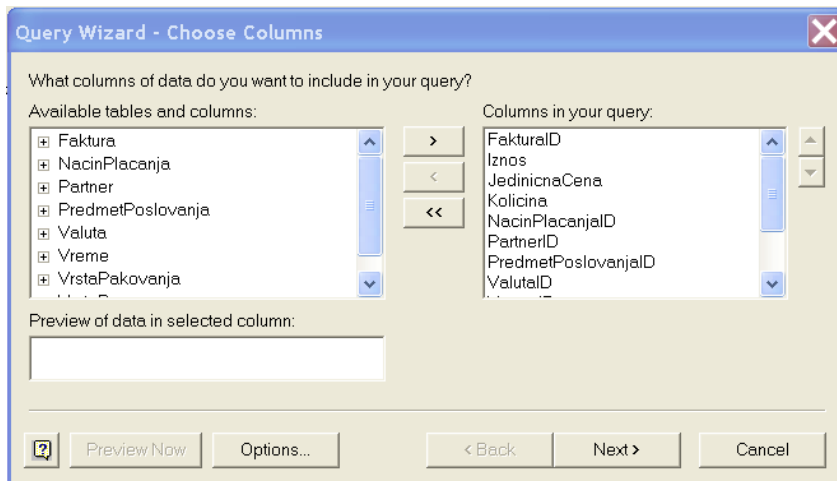 Query Wizard - Choose Columns
What columns of data do you want to include in your query?
Available tables and columns:
Columns in your query:
Faktura
NacinPlacanja
Partner
PredmetPoslovanja
Valuta
Vreme
VrstaPakovanja
>
<
<<
FakturaID
Iznos
JedinicnaCena
Kolicina
NacinPlacanjaID
PartnerID
PredmetPoslovanjaID
ValutaID
Preview of data in selected column:
Preview Now
Options...
< Back
Next >
Cancel